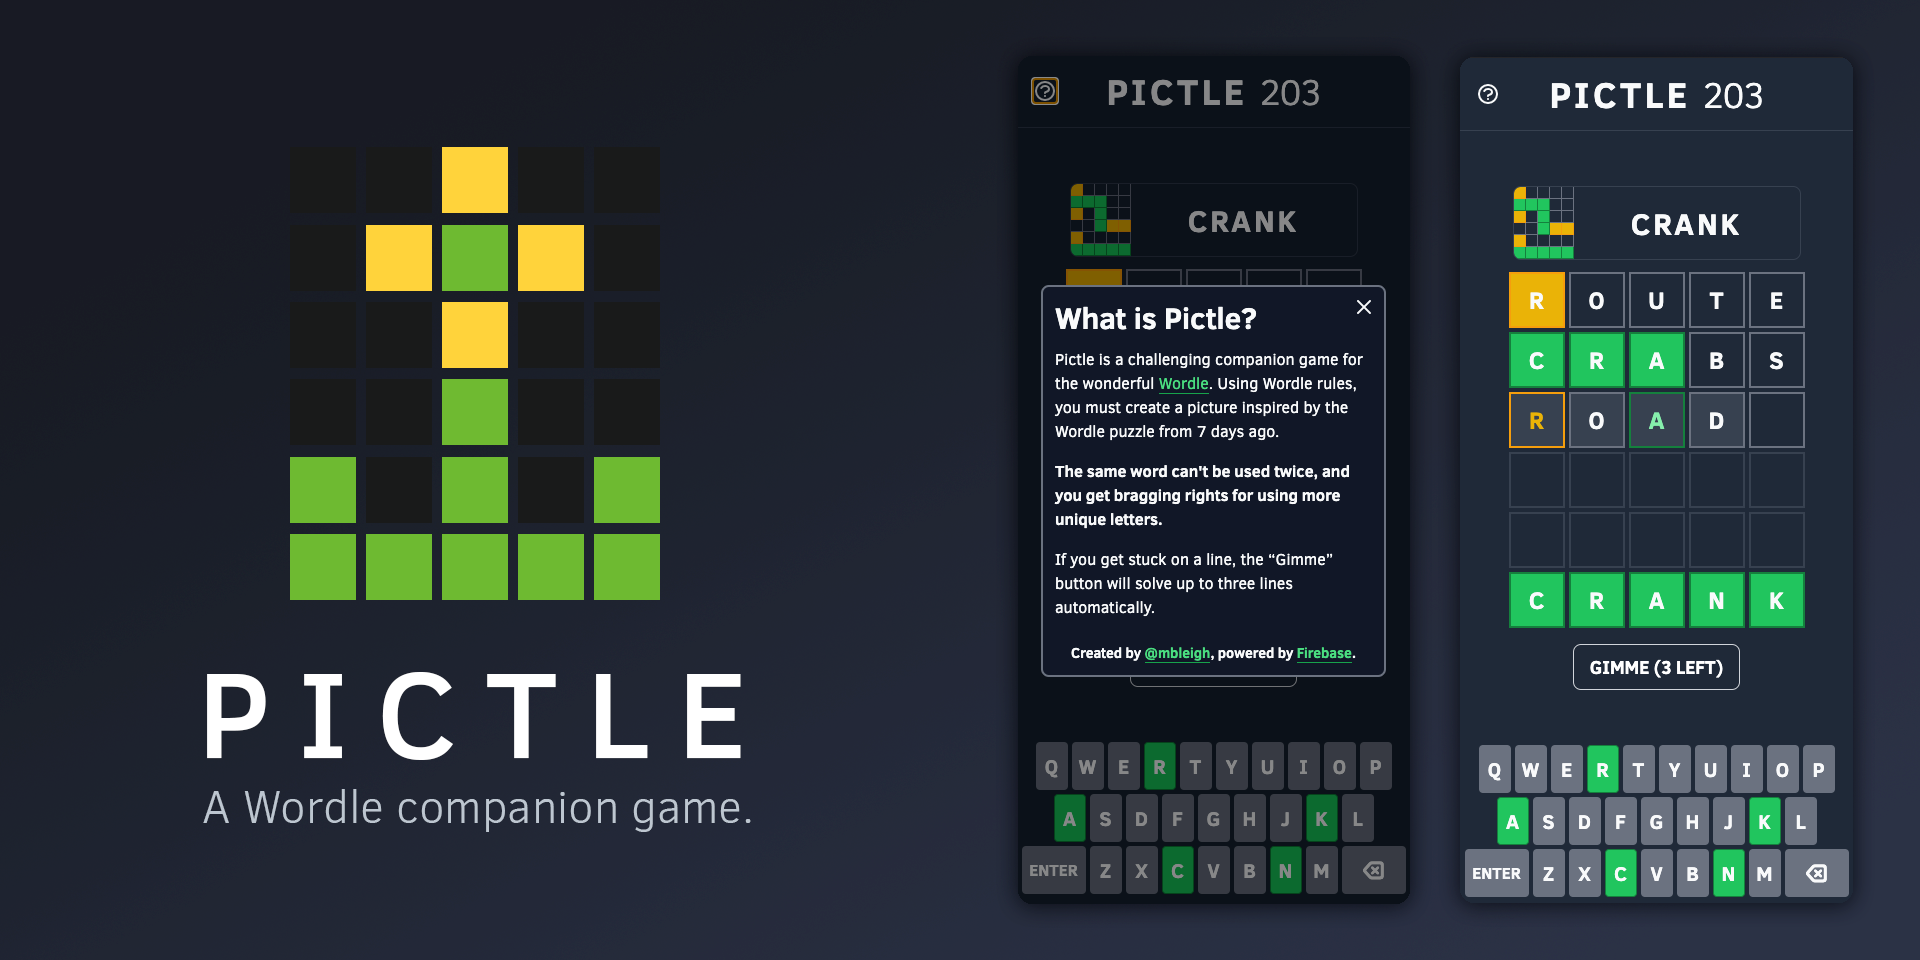 PICTLE
A Wordle companion game.
PICTLE 203
CRANK
What is Pictle?
Pictle is a challenging companion game for
the wonderful Wordle. Using Wordle rules,
you must create a picture inspired by the
Wordle puzzle from 7 days ago.
The same word can't be used twice, and
you get bragging rights for using more
unique letters.
If you get stuck on a line, the “Gimme”
button will solve up to three lines
automatically.
Created by @mbleigh, powered by Firebase.
Q W E R T Y U I O P
A S D F G H J K L
ENTER Z X C V B N M
PICTLE 203
CRANK
R O U T E
C R A B S
R O A D
C R A N K
GIMME (3 LEFT)
Q W E R T Y U I O P
A S D F G H J K L
ENTER Z X C V B N M